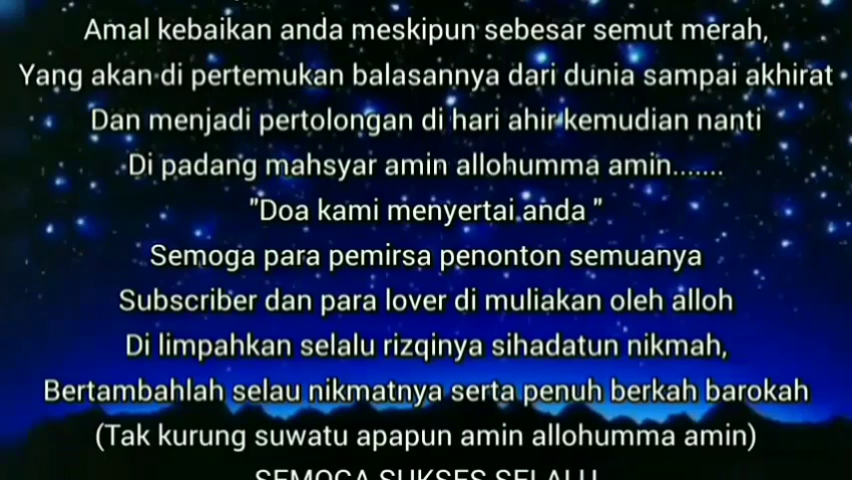 Amal kebaikan anda meskipun sebesar semut merah,
Yang akan di pertemukan balasannya dari dunia sampai akhirat
Dan menjadi pertolongan di hari ahir kemudian nanti
Di padang mahsyar amin allohumma amin.......
"Doa kami menyertai anda "
Semoga para pemirsa penonton semuanya
Subscriber dan para lover di muliakan oleh alloh
Di limpahkan selalu rizqinya sihadatun nikmah,
Bertambahlah selau nikmatnya serta penuh berkah barokah
(Tak kurung suwatu apapun amin allohumma amin)
SEMOGA SUKSES SELALU